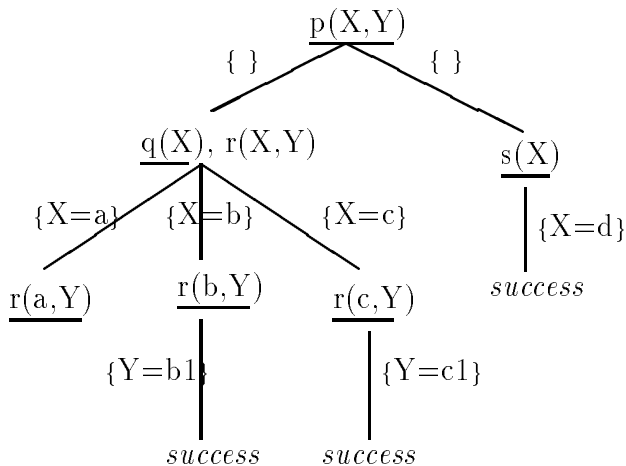 p(X,Y)
{ }
{ }
q(X), r(X,Y)
s(X)
{X=a}
{X=b}
{X=c}
{X=d}
r(a,Y)
r(b,Y)
r(c,Y)
success
{Y=b1}
{Y=c1}
success
success